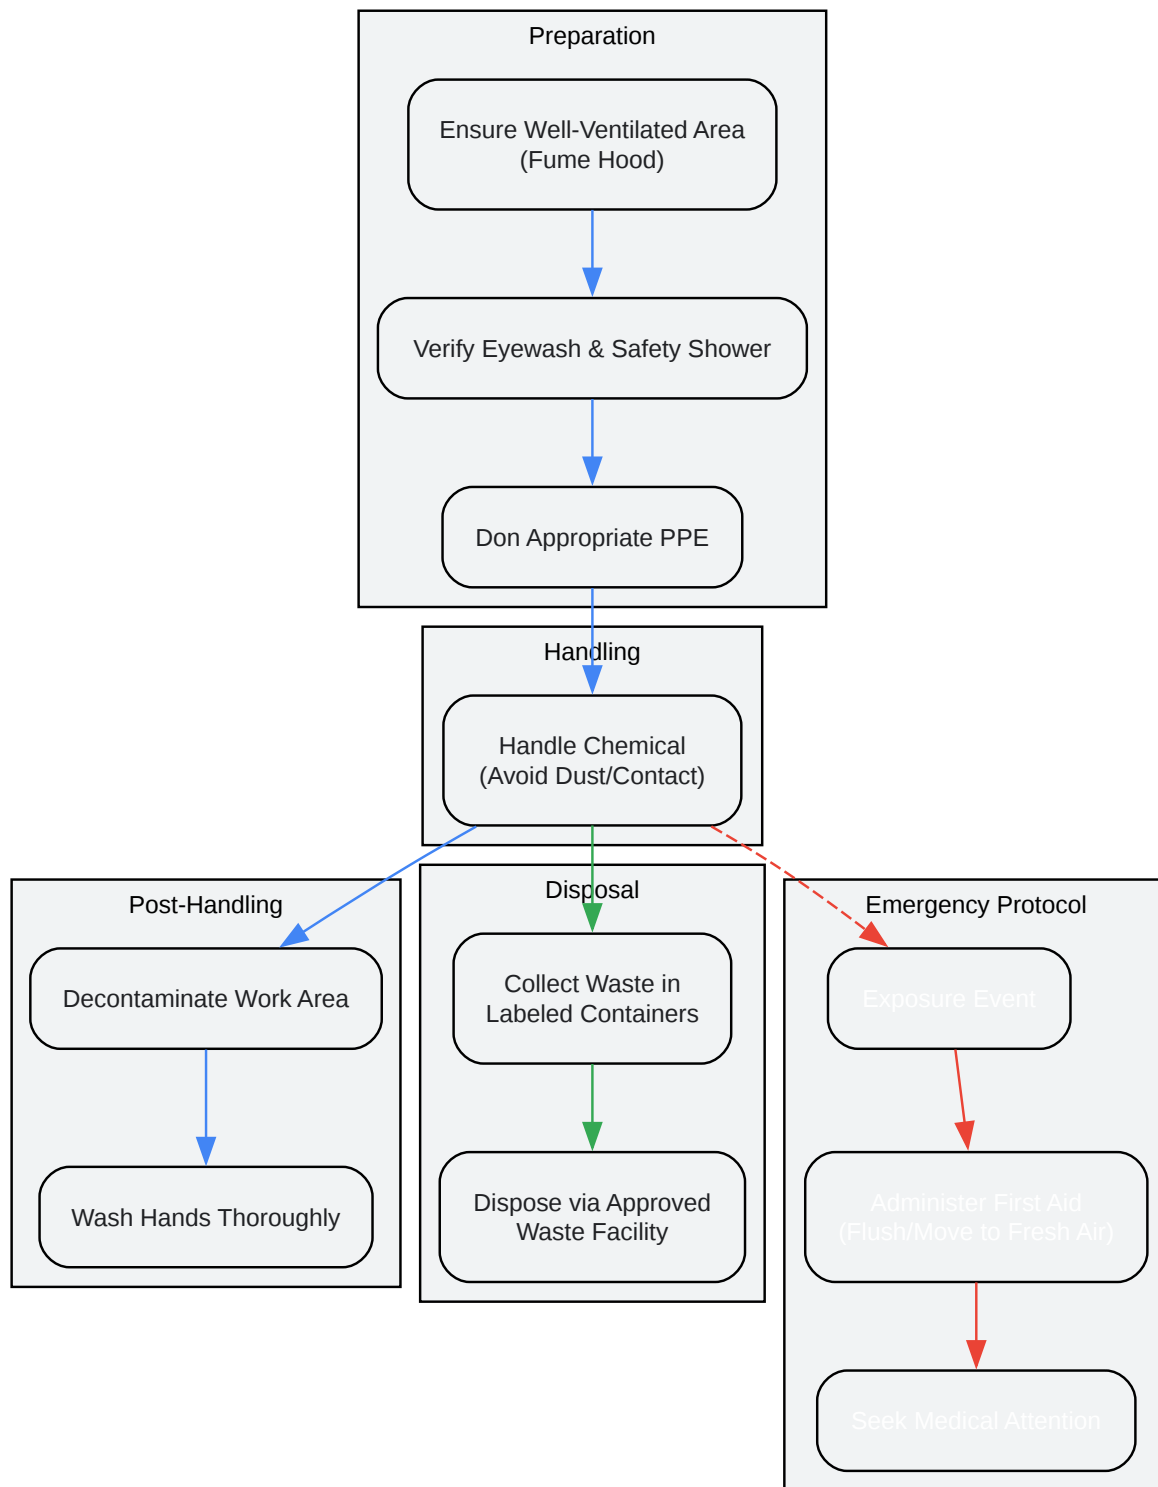 Preparation
Ensure Well-Ventilated Area
(Fume Hood)
Verify Eyewash & Safety Shower
Don Appropriate PPE
Handling
Handle Chemical
(Avoid Dust/Contact)
Post-Handling
Decontaminate Work Area
Wash Hands Thoroughly
Disposal
Collect Waste in
Labeled Containers
Dispose via Approved
Waste Facility
Emergency Protocol
Exposure Event
Administer First Aid
(Flush/Move to Fresh Air)
Seek Medical Attention